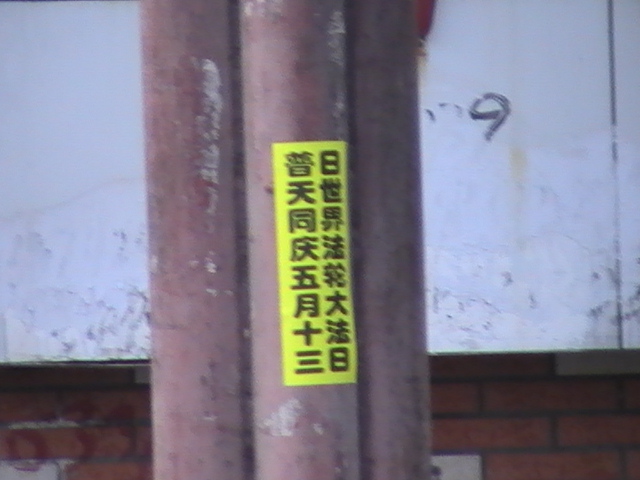 普天同庆五月十三
日世界法轮大法日
9